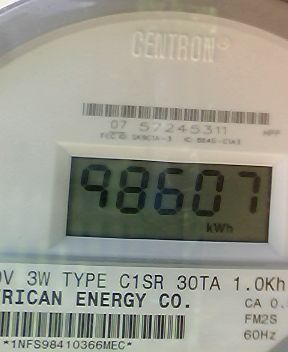 CENTRON
07 57245311
98607
kWh
0V 3W TYPE C1SR 30TA 1.0Kh
RICAN ENERGY CO.
CA 0.
FM2S
60Hz
*1NFS98410366MEC*